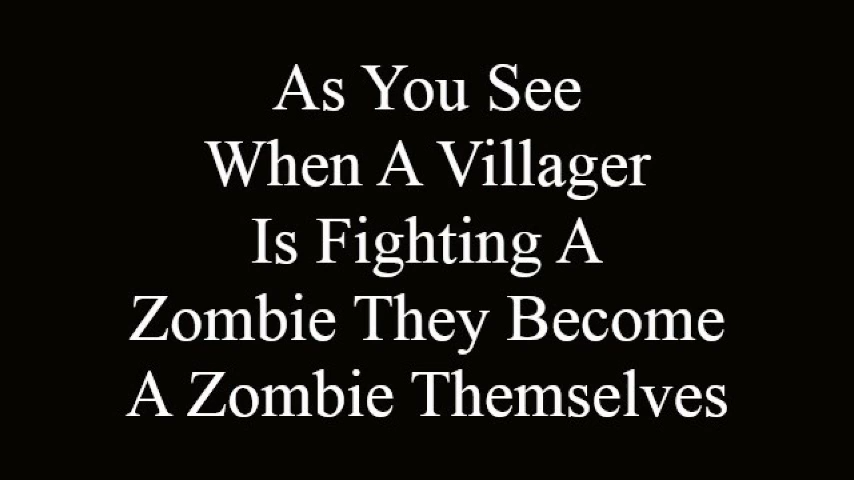 As You See
When A Villager
Is Fighting A
Zombie They Become
A Zombie Themselves